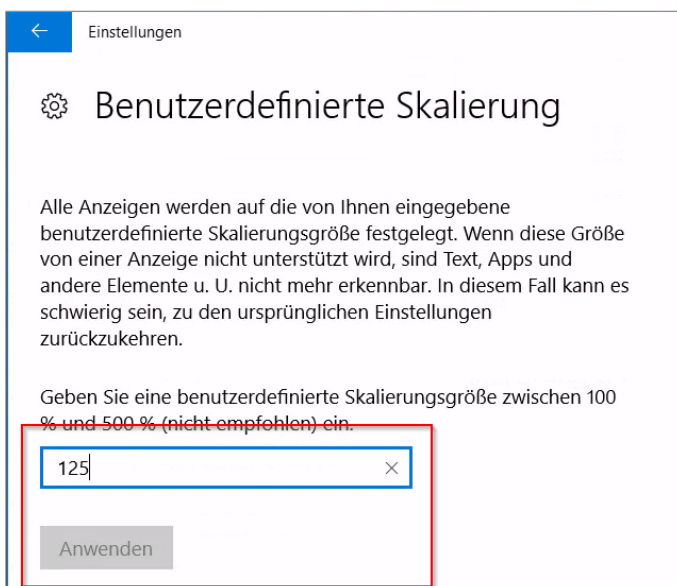 Einstellungen
Benutzerdefinierte Skalierung
Alle Anzeigen werden auf die von Ihnen eingegebene
benutzerdefinierte Skalierungsgröße festgelegt. Wenn diese Größe
von einer Anzeige nicht unterstützt wird, sind Text, Apps und
andere Elemente u. U. nicht mehr erkennbar. In diesem Fall kann es
schwierig sein, zu den ursprünglichen Einstellungen
zurückzukehren.
Geben Sie eine benutzerdefinierte Skalierungsgröße zwischen 100
% und 500 % (nicht empfohlen) ein.
125
Anwenden